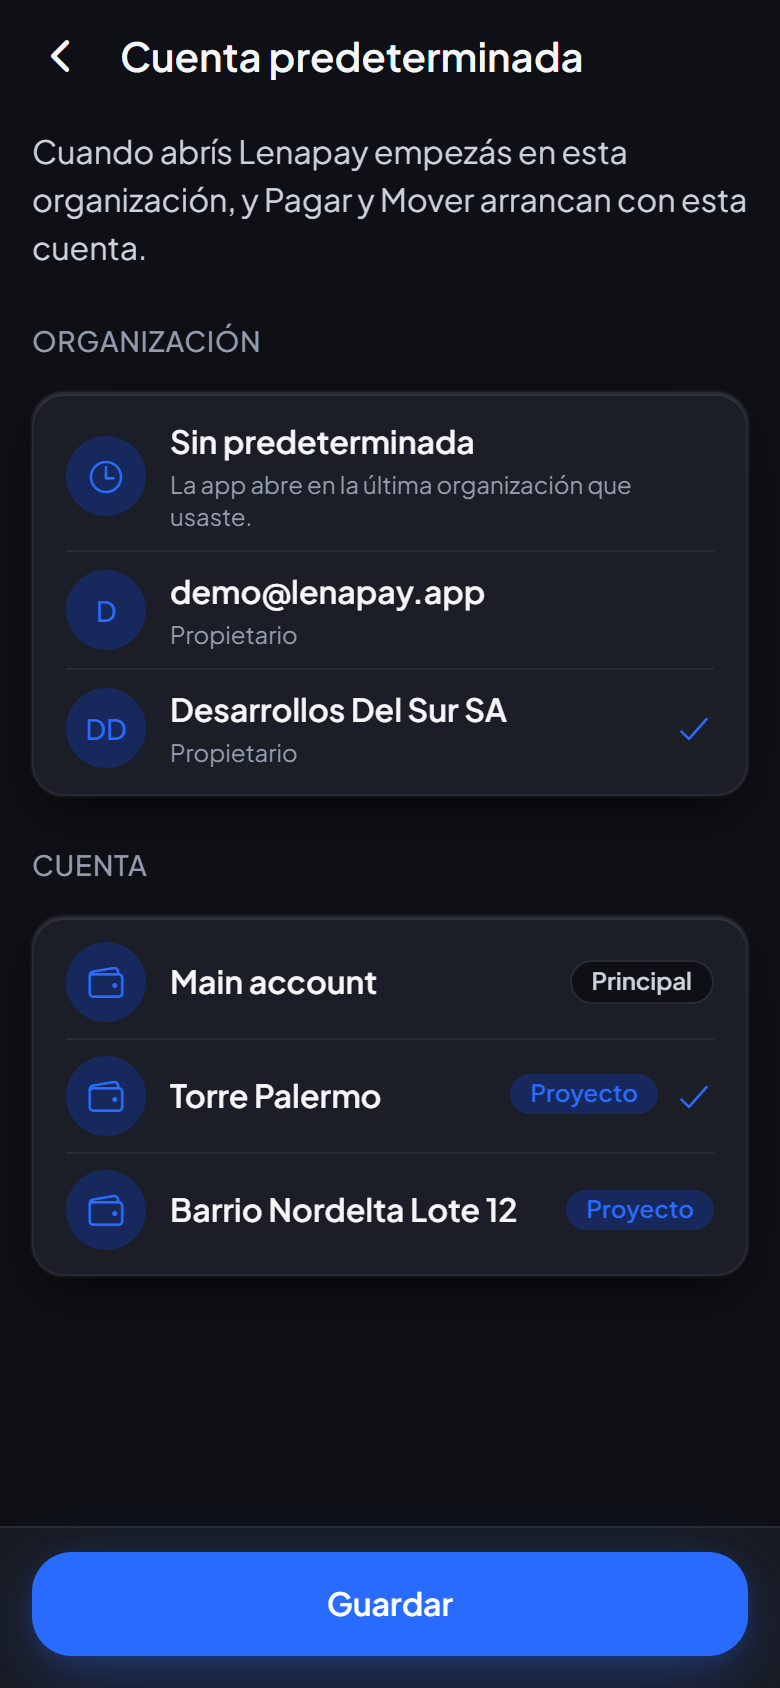 Cuenta predeterminada
Cuando abrís Lenapay empezás en esta
organización, y Pagar y Mover arrancan con esta
cuenta.
ORGANIZACIÓN
Sin predeterminada
La app abre en la última organización que
usaste.
D
demo@lenapay.app
Propietario
DD
Desarrollos Del Sur SA
Propietario
CUENTA
Main account
Principal
Torre Palermo
Proyecto
Barrio Nordelta Lote 12
Proyecto
Guardar